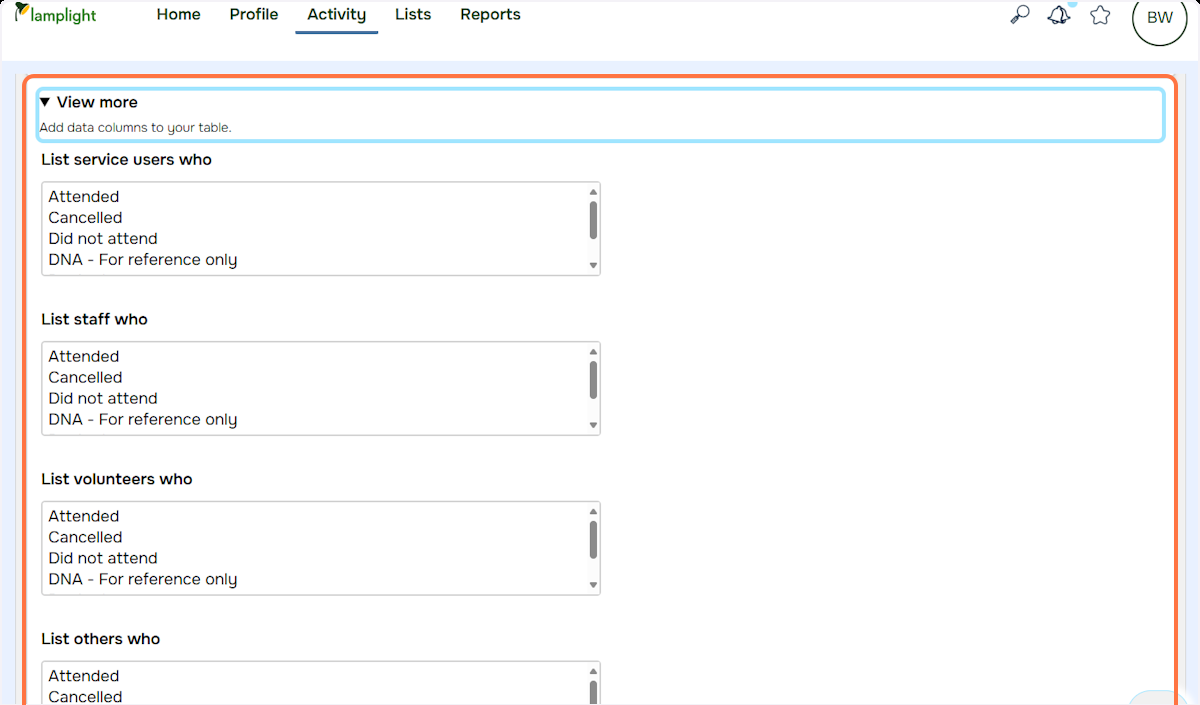 lamplight
Home Profile Activity Lists Reports
BW
View more
Add data columns to your table.
List service users who
Attended
Cancelled
Did not attend
DNA - For reference only
List staff who
Attended
Cancelled
Did not attend
DNA - For reference only
List volunteers who
Attended
Cancelled
Did not attend
DNA - For reference only
List others who
Attended
Cancelled